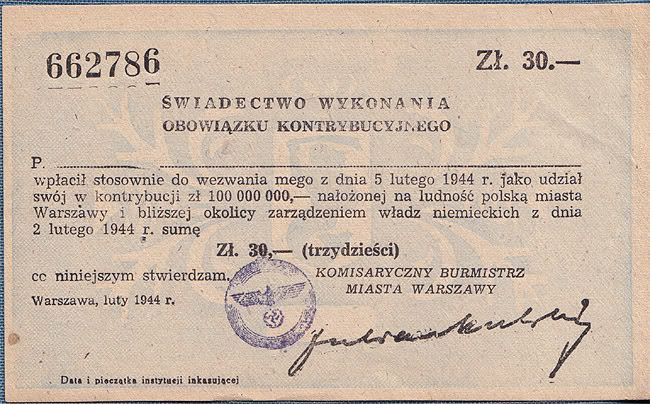 662786
Zł. 30.—
ŚWIADECTWO WYKONANIA
OBOWIĄZKU KONTRYBUCYJNEGO
P.
wpłacił stosownie do wezwania mego z dnia 5 lutego 1944 r. jako udział
swój w kontrybucji zł 100 000 000,— nałożonej na ludność polską miasta
Warszawy i bliższej okolicy zarządzeniem władz niemieckich z dnia
2 lutego 1944 r. sumę
Zł. 30,— (trzydzieści)
cc niniejszym stwierdzam.
KOMISARYCZNY BURMISTRZ
MIASTA WARSZAWY
Warszawa, luty 1944 r.
Data i pieczątka instytucji inkasującej